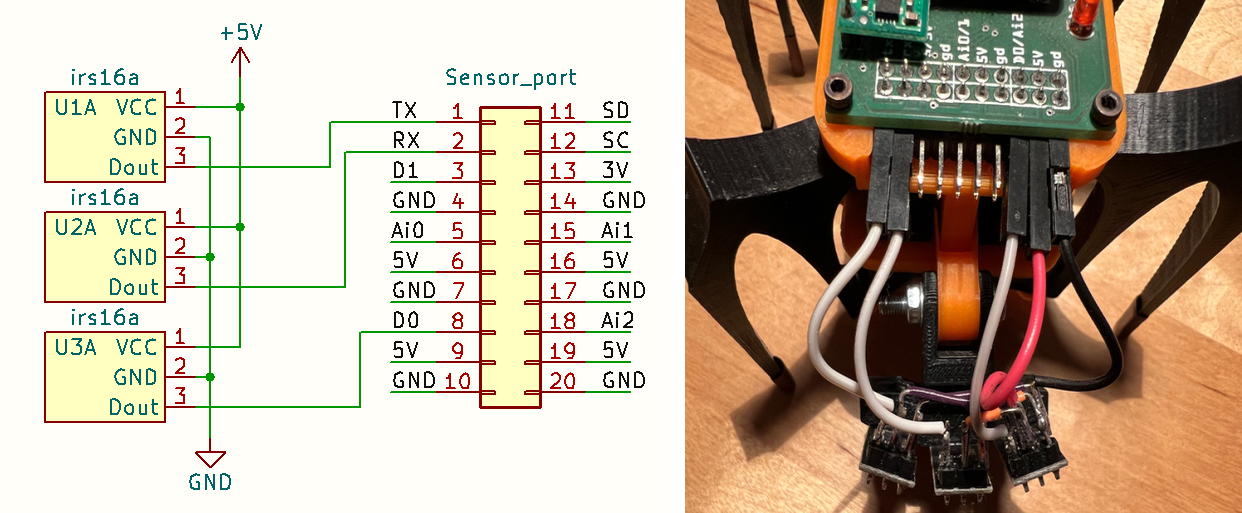 +5V
irs16a
U1A VCC 1
GND 2
Dout 3
irs16a
U2A VCC 1
GND 2
Dout 3
irs16a
U3A VCC 1
GND 2
Dout 3
GND
Sensor_port
TX 1 11 SD
RX 2 12 SC
D1 3 13 3V
GND 4 14 GND
Ai0 5 15 Ai1
5V 6 16 5V
GND 7 17 GND
D0 8 18 Ai2
5V 9 19 5V
GND 10 20 GND
gd
Ai0/1
5V
gd
D0/Ai2
5V
gd